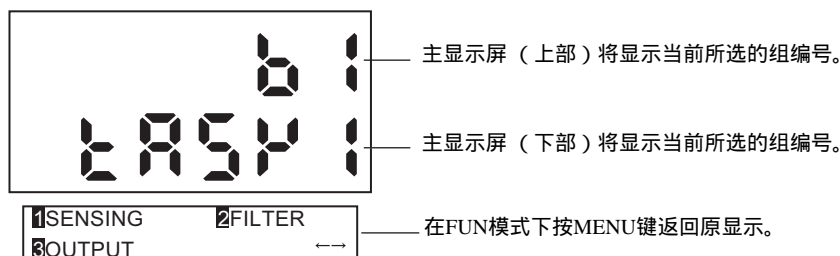 b1
主显示屏（上部）将显示当前所选的组编号。
tASK1
主显示屏（下部）将显示当前所选的组编号。
1SENSING 2FILTER
在FUN模式下按MENU键返回原显示。
3OUTPUT ←→